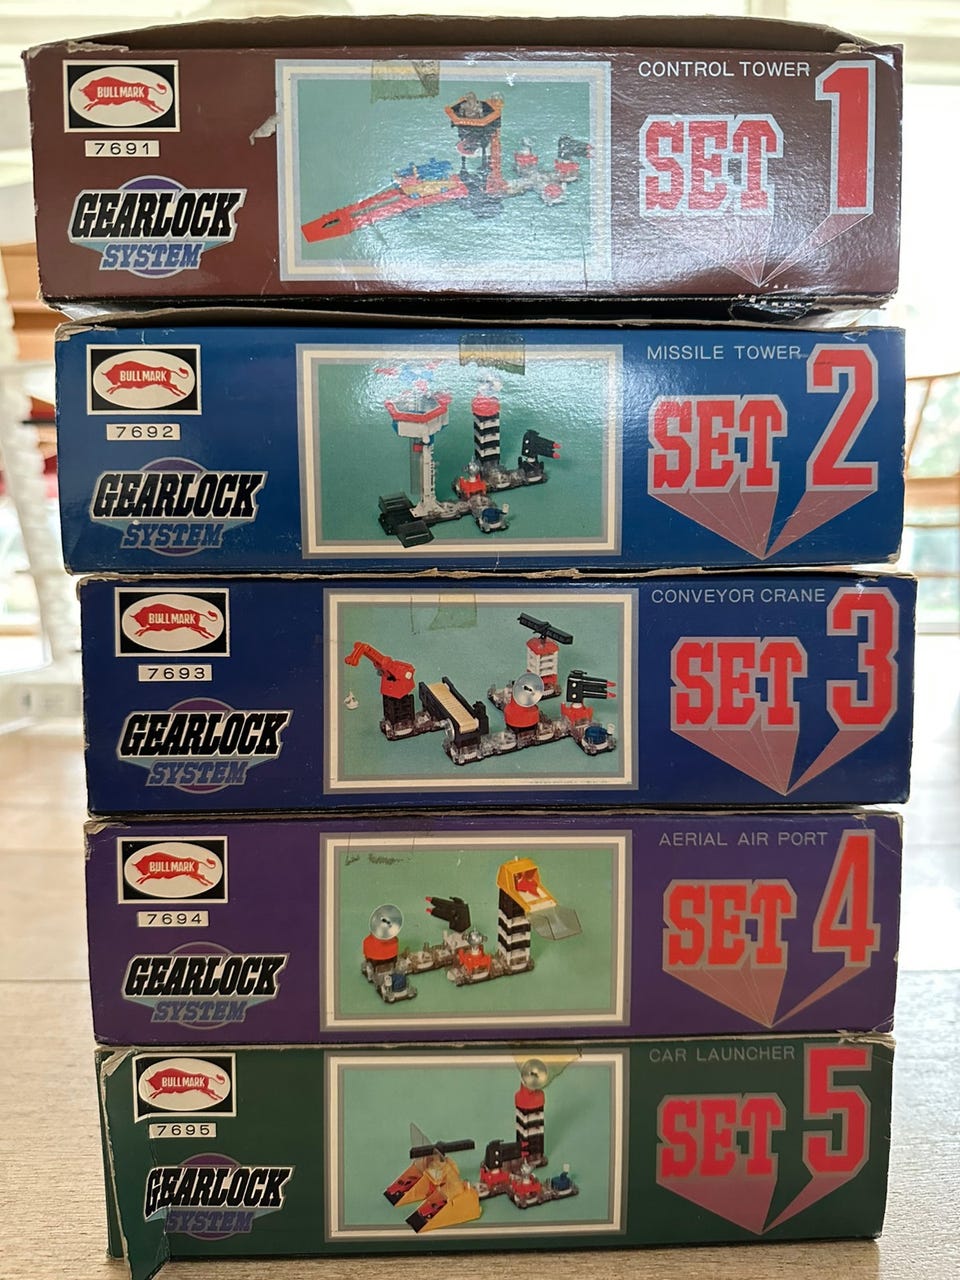 BULLMARK
7691
GEARLOCK
SYSTEM
CONTROL TOWER
SET 1
BULLMARK
7692
GEARLOCK
SYSTEM
MISSILE TOWER
SET 2
BULLMARK
7693
GEARLOCK
SYSTEM
CONVEYOR CRANE
SET 3
BULLMARK
7694
GEARLOCK
SYSTEM
AERIAL AIR PORT
SET 4
BULLMARK
7695
GEARLOCK
SYSTEM
CAR LAUNCHER
SET 5